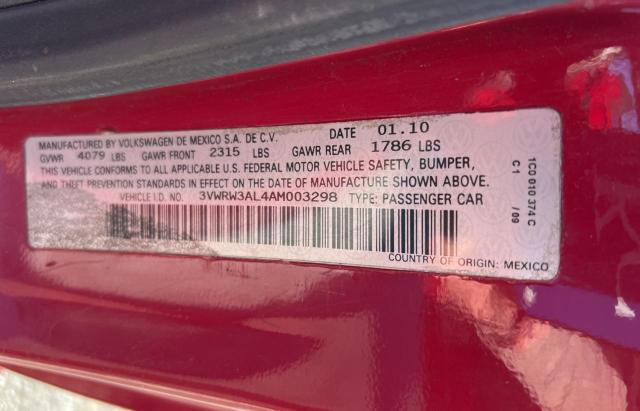 MANUFACTURED BY VOLKSWAGEN DE MEXICO S.A. DE C.V. DATE 01.10
GVWR 4079 LBS GAWR FRONT 2315 LBS GAWR REAR 1786 LBS
THIS VEHICLE CONFORMS TO ALL APPLICABLE U.S. FEDERAL MOTOR VEHICLE SAFETY, BUMPER,
AND THEFT PREVENTION STANDARDS IN EFFECT ON THE DATE OF MANUFACTURE SHOWN ABOVE.
VEHICLE I.D. NO. 3VWRW3AL4AM003298 TYPE: PASSENGER CAR
COUNTRY OF ORIGIN: MEXICO
1C0 010 374 C
C1 /09